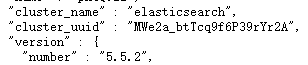 "cluster_name" : "elasticsearch",
"cluster_uuid" : "MWe2a_btTcq9f6P39rYr2A",
"version" : {
"number" : "5.5.2",